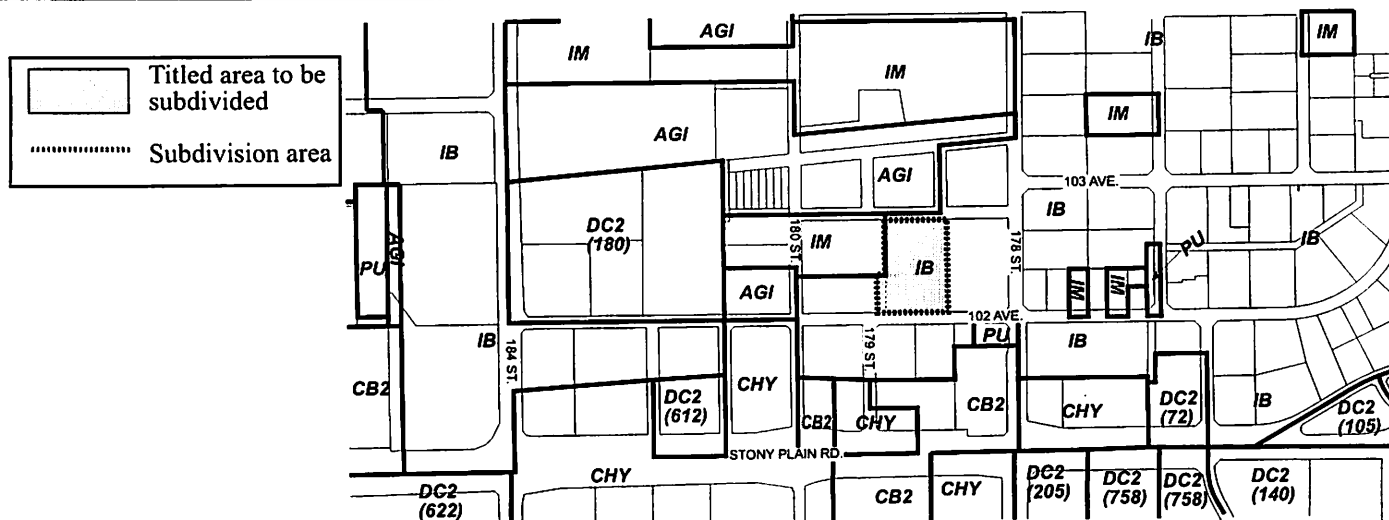 Titled area to be
subdivided
Subdivision area
AGI
IM
IM
IB
IM
IM
AGI
IB
AGI
103 AVE.
DC2
(180)
IB
PU
IB
AGI
PU
180 ST.
IM
IB
178 ST.
AGI
IM
IM
102 AVE.
PU
IB
IB
184 ST.
179 ST.
CB2
CHY
DC2
(612)
CB2
CHY
CB2
CHY
DC2
(72)
IB
DC2
(105)
STONY PLAIN RD.
CHY
DC2
(622)
CB2
CHY
DC2
(205)
DC2
(758)
DC2
(758)
DC2
(140)